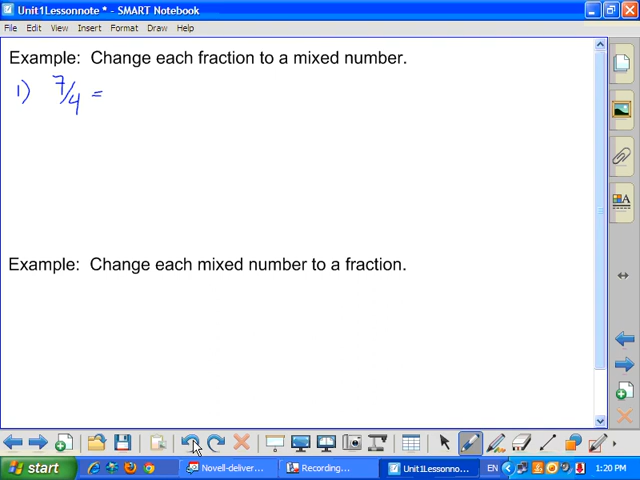 Unit1Lessonnote * - SMART Notebook
File Edit View Insert Format Draw Help
Example: Change each fraction to a mixed number.
1) 7/4 =
Example: Change each mixed number to a fraction.
start Novell-deliver... Recording... Unit1Lessonno... EN 1:20 PM